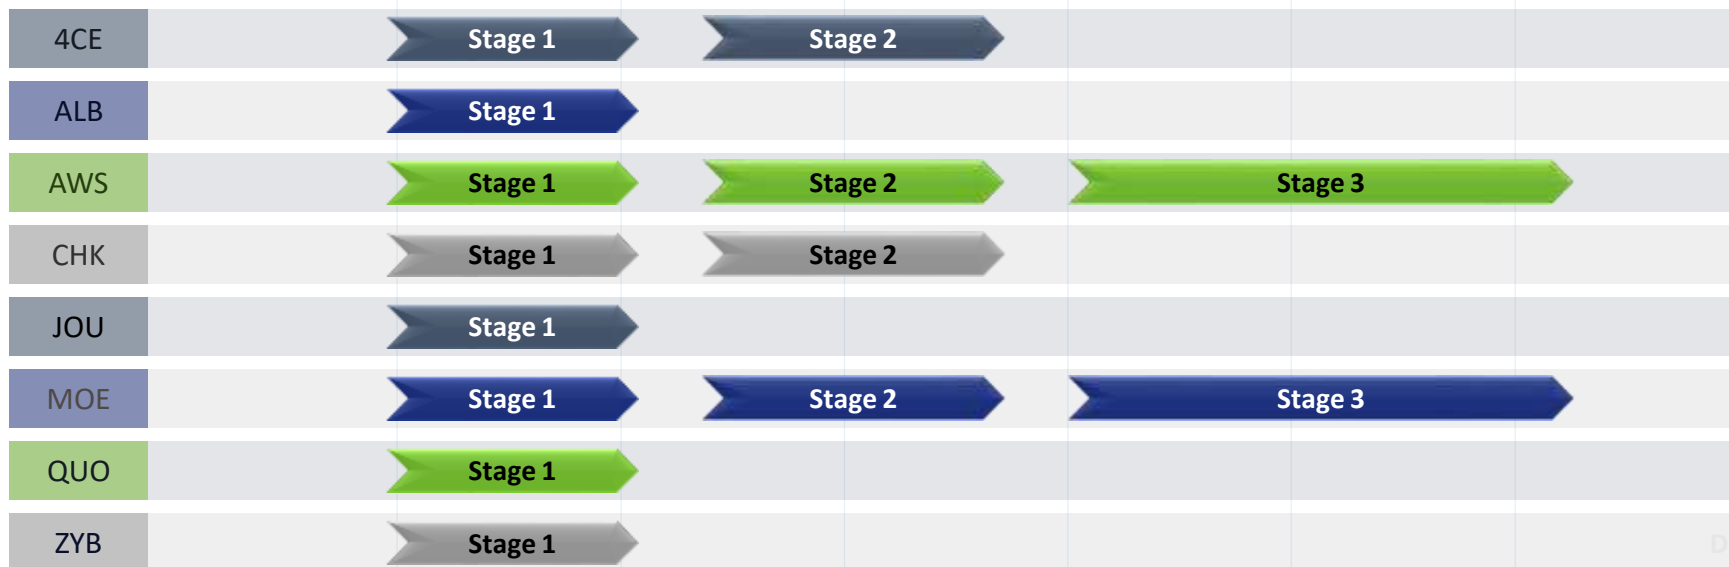 4CE Stage 1 Stage 2
ALB Stage 1
AWS Stage 1 Stage 2 Stage 3
CHK Stage 1 Stage 2
JOU Stage 1
MOE Stage 1 Stage 2 Stage 3
QUO Stage 1
ZYB Stage 1
D